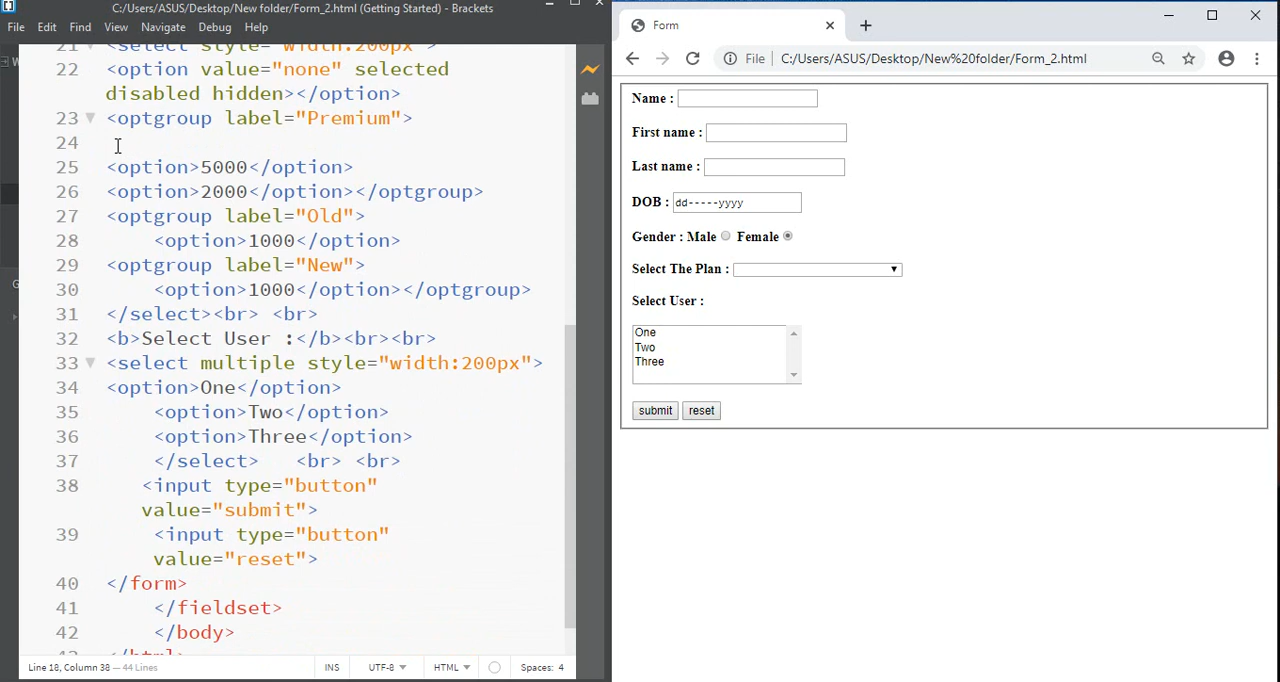 C:/Users/ASUS/Desktop/New folder/Form_2.html (Getting Started) - Brackets
File Edit Find View Navigate Debug Help
21 <select style="width:200px">
22 <option value="none" selected
disabled hidden></option>
23 <optgroup label="Premium">
24
25 <option>5000</option>
26 <option>2000</option></optgroup>
27 <optgroup label="Old">
28 <option>1000</option>
29 <optgroup label="New">
30 <option>1000</option></optgroup>
31 </select><br> <br>
32 <b>Select User :</b><br><br>
33 <select multiple style="width:200px">
34 <option>One</option>
35 <option>Two</option>
36 <option>Three</option>
37 </select> <br> <br>
38 <input type="button"
value="submit">
39 <input type="button"
value="reset">
40 </form>
41 </fieldset>
42 </body>
43 </html>
Line 18, Column 38 — 44 Lines INS UTF-8 HTML Spaces: 4
Form
File C:/Users/ASUS/Desktop/New%20folder/Form_2.html
Name :
First name :
Last name :
DOB : dd-----yyyy
Gender : Male Female
Select The Plan :
Select User :
One
Two
Three
submit reset